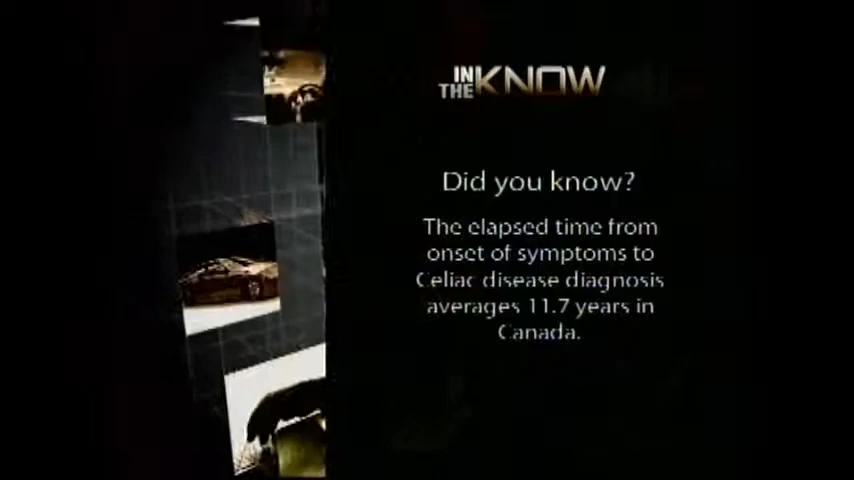 IN THE KNOW
Did you know?
The elapsed time from
onset of symptoms to
Celiac disease diagnosis
averages 11.7 years in
Canada.